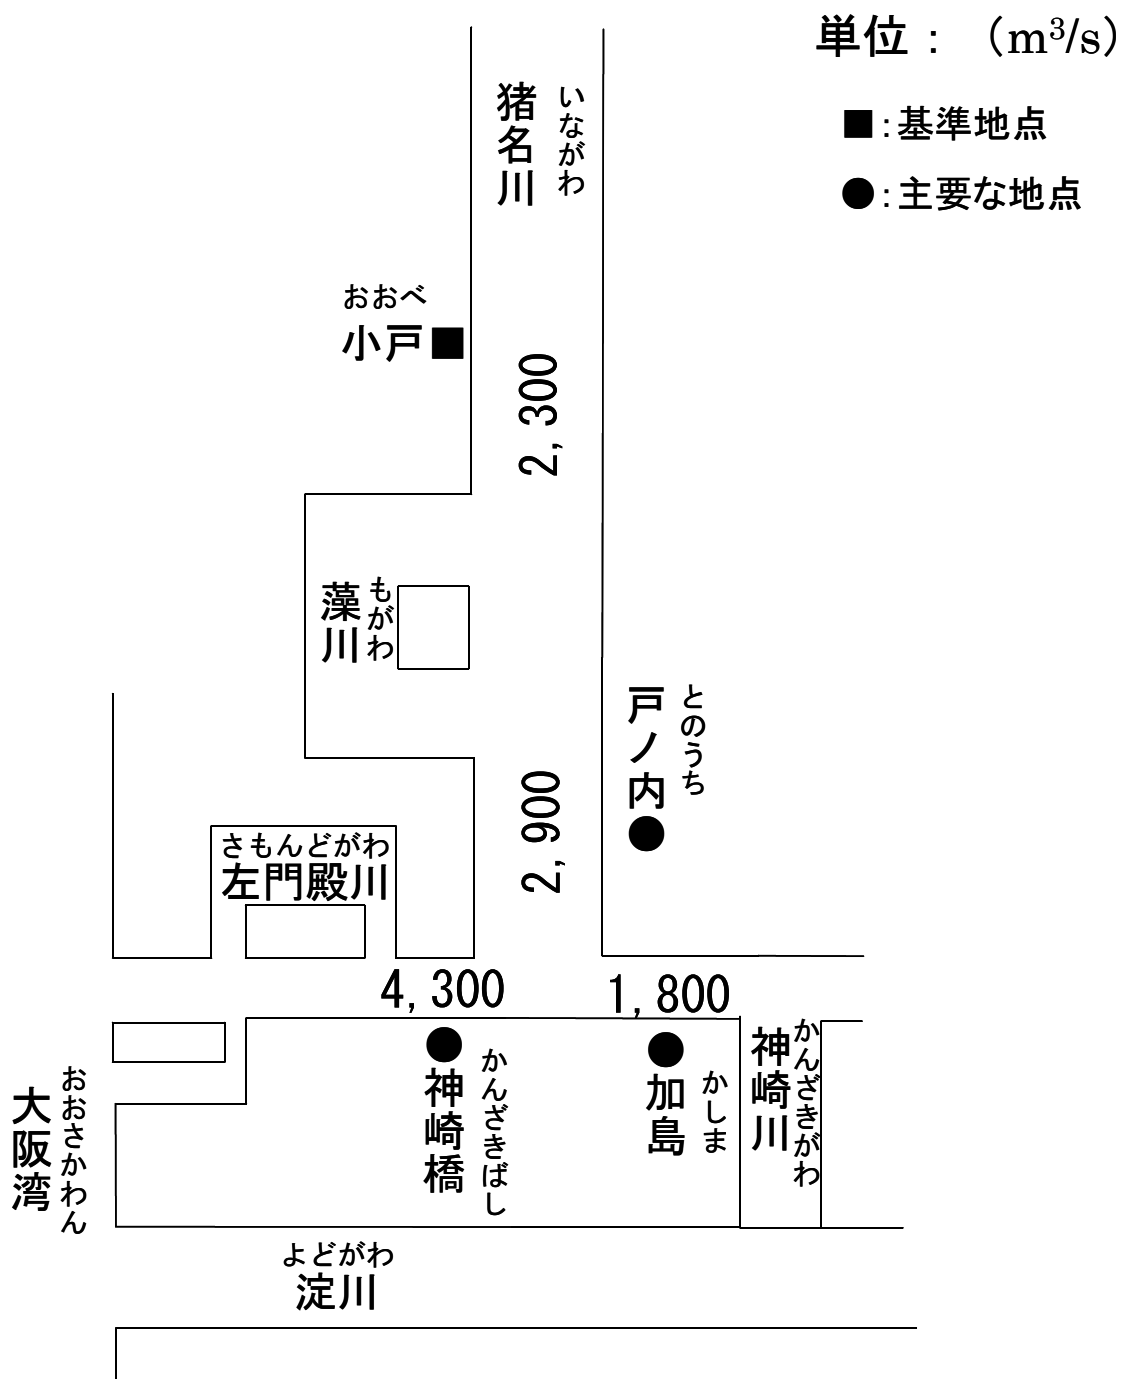 単位：（m³/s）
■：基準地点
●：主要な地点
猪名川
いながわ
おおべ
小戸■
2,300
藻川
もがわ
戸ノ内●
とのうち
2,900
さもんどがわ
左門殿川
4,300
1,800
●神崎橋
かんざきばし
●加島
かしま
神崎川
かんざきがわ
大阪湾
おおさかわん
よどがわ
淀川